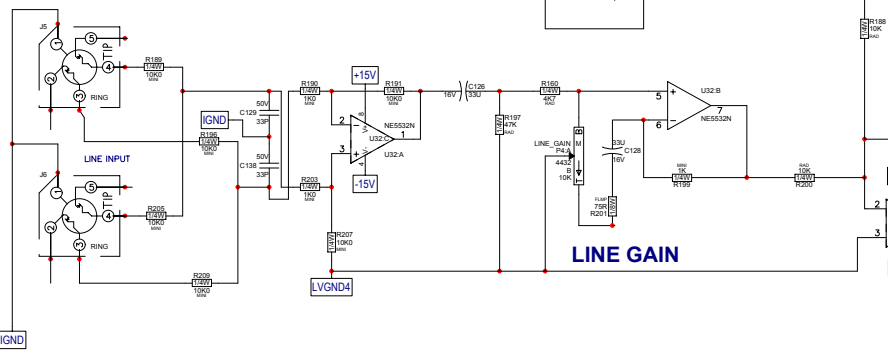 J5
1
5
TIP
4
2
3
RING
R189
1/4W
10K0
MINI
LINE INPUT
R196
1/4W
10K0
MINI
J6
1
5
TIP
4
2
3
RING
R205
1/4W
10K0
MINI
R209
1/4W
10K0
MINI
IGND
IGND
50V
C129
33P
50V
C138
33P
R190
1/4W
1K0
MINI
R203
1/4W
1K0
MINI
+15V
R191
1/4W
10K0
MINI
2
3
8
V+
V-
4
1
NE5532N
U32:C
U32:A
-15V
R207
1/4W
10K0
MINI
LVGND4
C126
16V
33U
R197
1/4W
47K
RAD
R160
1/4W
4K7
RAD
LINE_GAIN
P4:A
4432
B
10K
B
M
T
33U
C128
16V
FLMP
75R
R201
1/8W
LINE GAIN
5
6
7
U32:B
NE5532N
MINI
1K
1/4W
R199
RAD
10K
1/4W
R200
R188
1/4W
10K
RAD
2
3